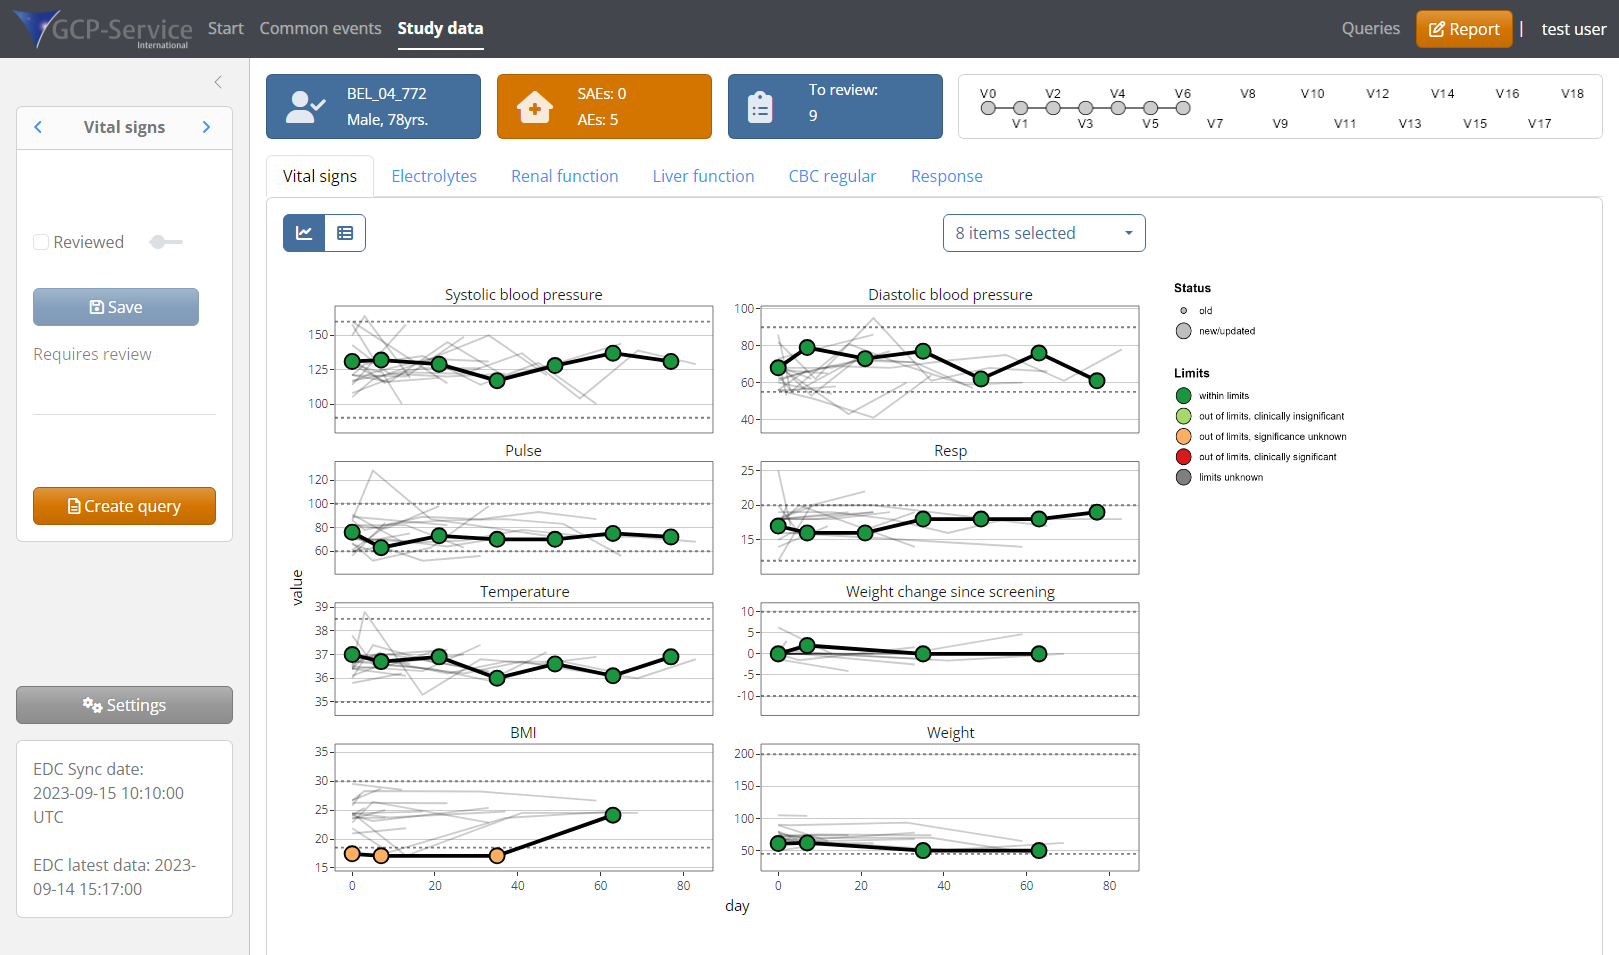 GCP-Service
International
Start
Common events
Study data
Queries
Report
|
test user
Vital signs
Reviewed
Save
Requires review
Create query
Settings
EDC Sync date:
2023-09-15 10:10:00
UTC
EDC latest data: 2023-
09-14 15:17:00
BEL_04_772
Male, 78yrs.
SAEs: 0
AEs: 5
To review:
9
V0 V2 V4 V6 V8 V10 V12 V14 V16 V18
V1 V3 V5 V7 V9 V11 V13 V15 V17
Vital signs
Electrolytes
Renal function
Liver function
CBC regular
Response
8 items selected
Systolic blood pressure
150
125
100
Diastolic blood pressure
100
80
60
40
Pulse
120
100
80
60
Resp
25
20
15
Temperature
39
38
37
36
35
Weight change since screening
10
5
0
-5
-10
BMI
35
30
25
20
15
0 20 40 60 80
Weight
200
150
100
50
0 20 40 60 80
value
day
Status
old
new/updated
Limits
within limits
out of limits, clinically insignificant
out of limits, significance unknown
out of limits, clinically significant
limits unknown